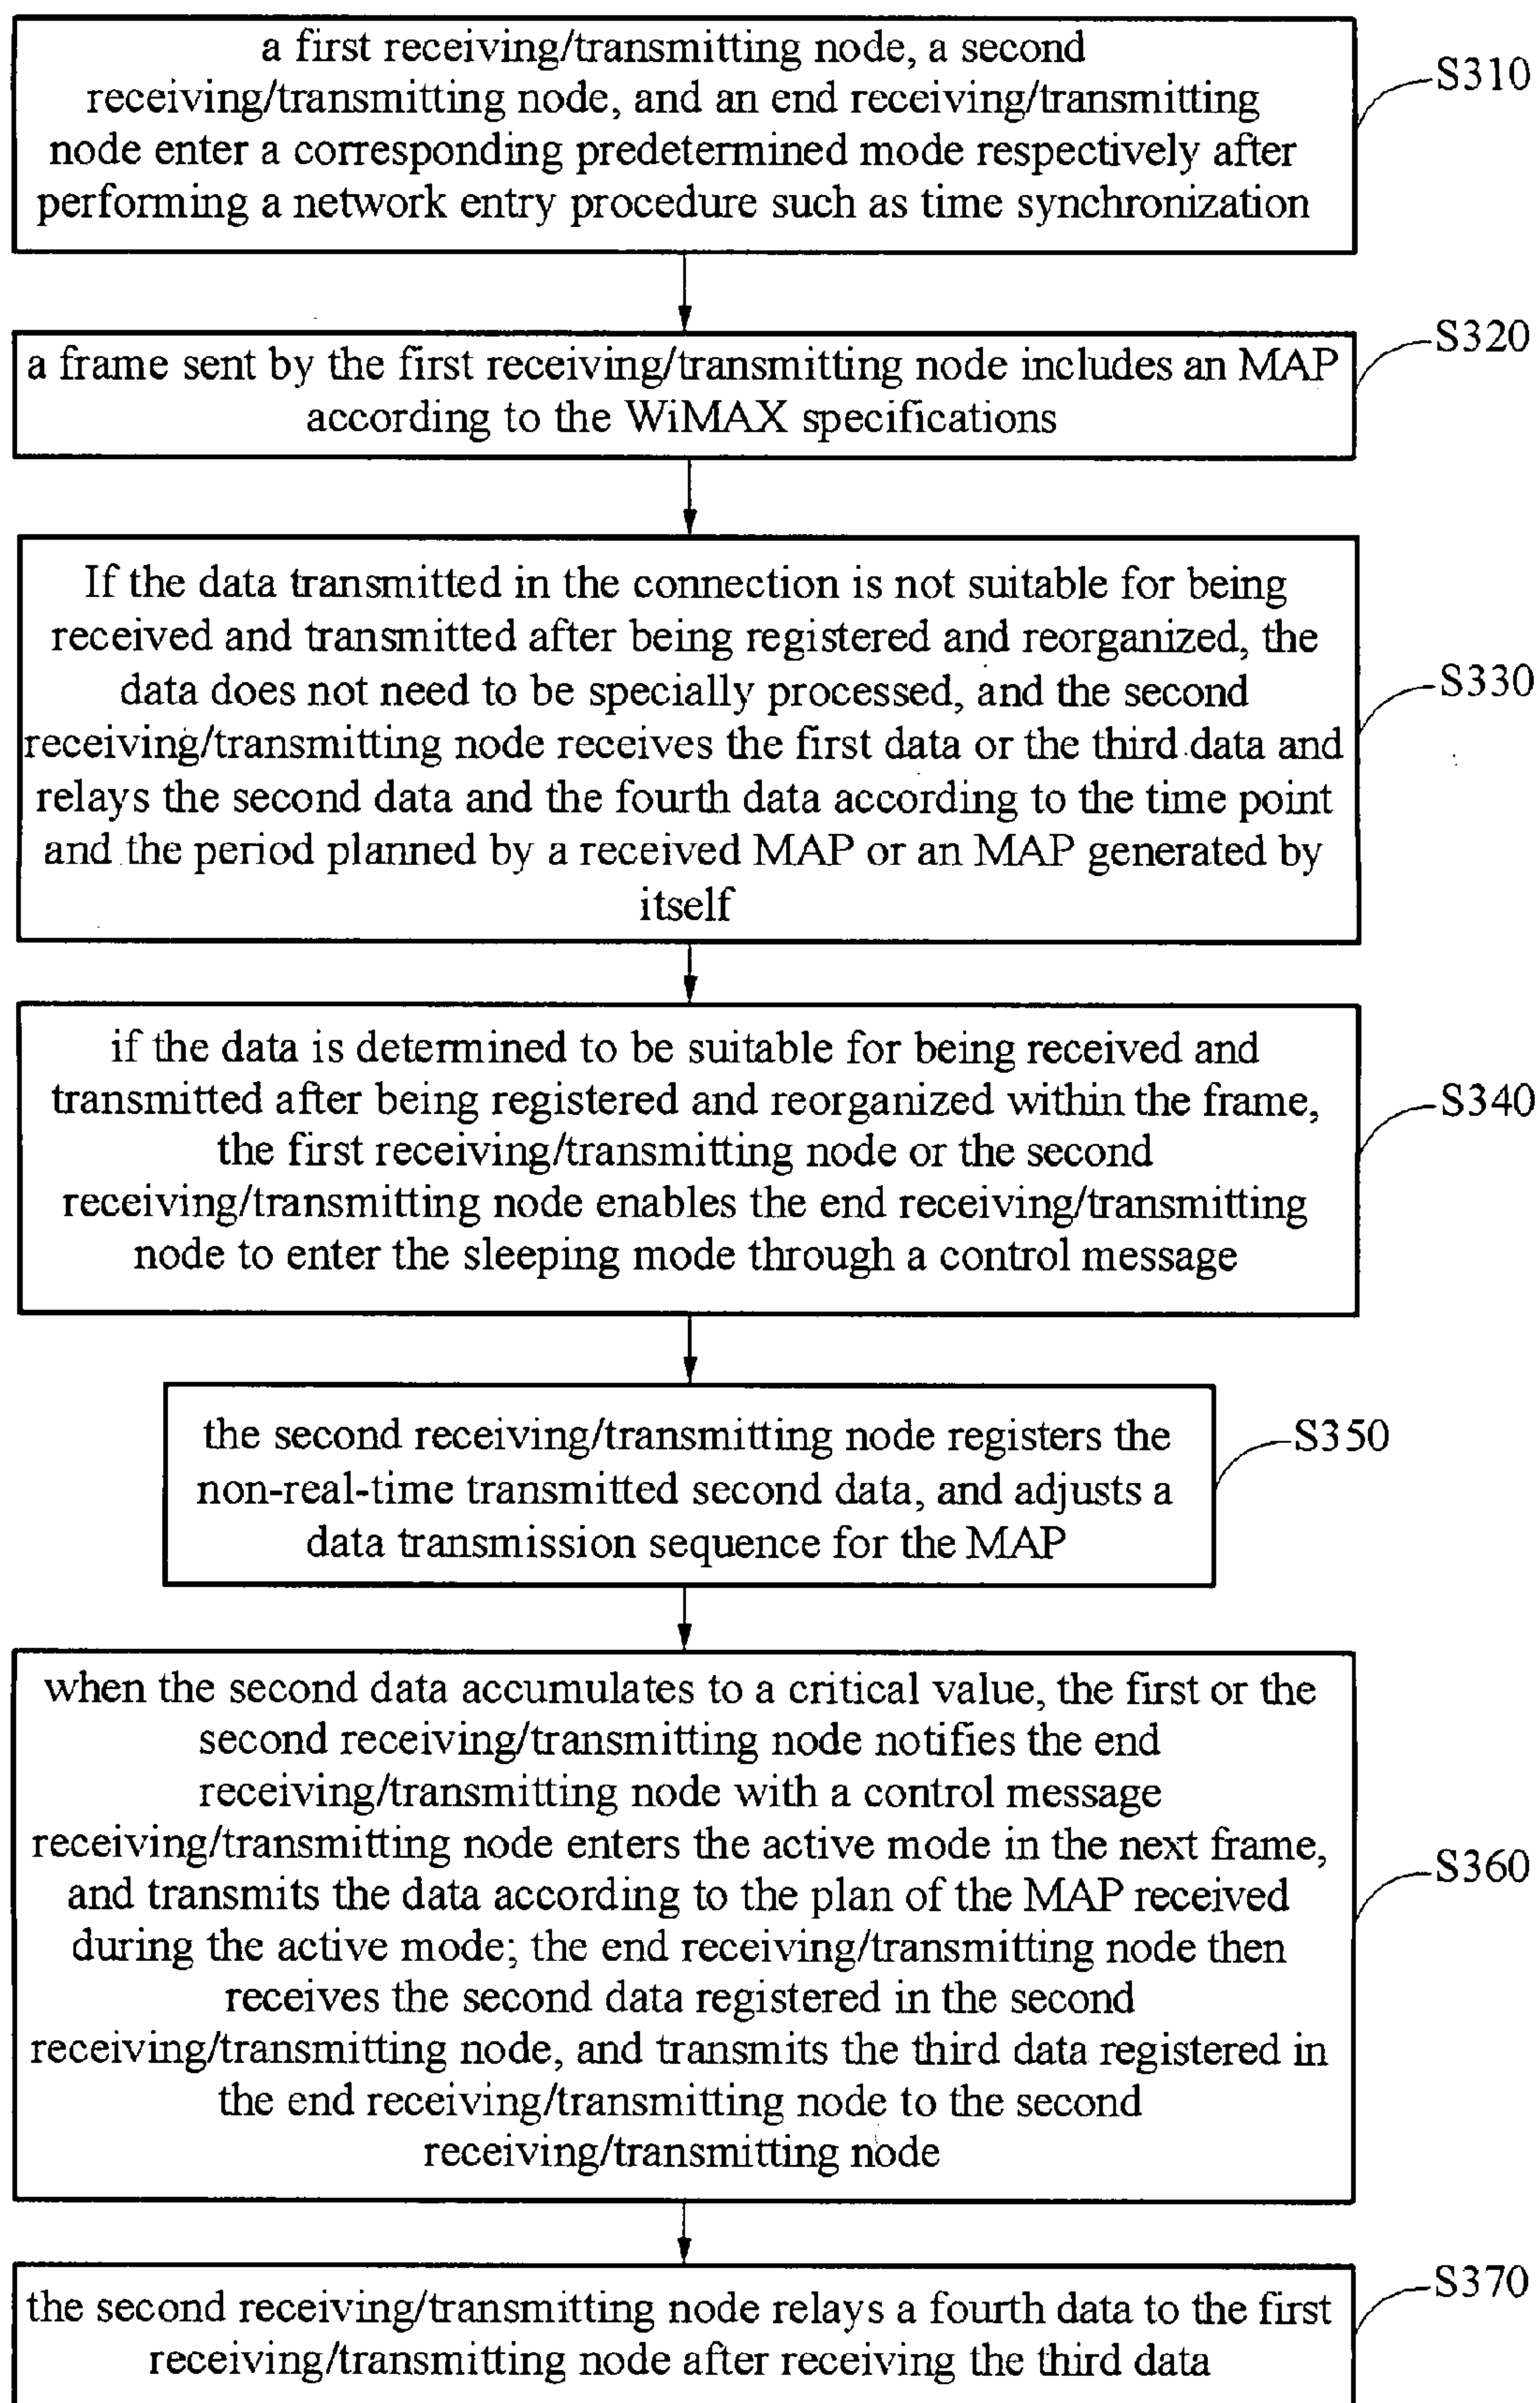 a first receiving/transmitting node, a second
receiving/transmitting node, and an end receiving/transmitting
node enter a corresponding predetermined mode respectively after
performing a network entry procedure such as time synchronization
S310
a frame sent by the first receiving/transmitting node includes an MAP
according to the WiMAX specifications
S320
If the data transmitted in the connection is not suitable for being
received and transmitted after being registered and reorganized, the
data does not need to be specially processed, and the second
receiving/transmitting node receives the first data or the third data and
relays the second data and the fourth data according to the time point
and the period planned by a received MAP or an MAP generated by
itself
S330
if the data is determined to be suitable for being received and
transmitted after being registered and reorganized within the frame,
the first receiving/transmitting node or the second
receiving/transmitting node enables the end receiving/transmitting
node to enter the sleeping mode through a control message
S340
the second receiving/transmitting node registers the
non-real-time transmitted second data, and adjusts a
data transmission sequence for the MAP
S350
when the second data accumulates to a critical value, the first or the
second receiving/transmitting node notifies the end
receiving/transmitting node with a control message
receiving/transmitting node enters the active mode in the next frame,
and transmits the data according to the plan of the MAP received
during the active mode; the end receiving/transmitting node then
receives the second data registered in the second
receiving/transmitting node, and transmits the third data registered in
the end receiving/transmitting node to the second
receiving/transmitting node
S360
the second receiving/transmitting node relays a fourth data to the first
receiving/transmitting node after receiving the third data
S370